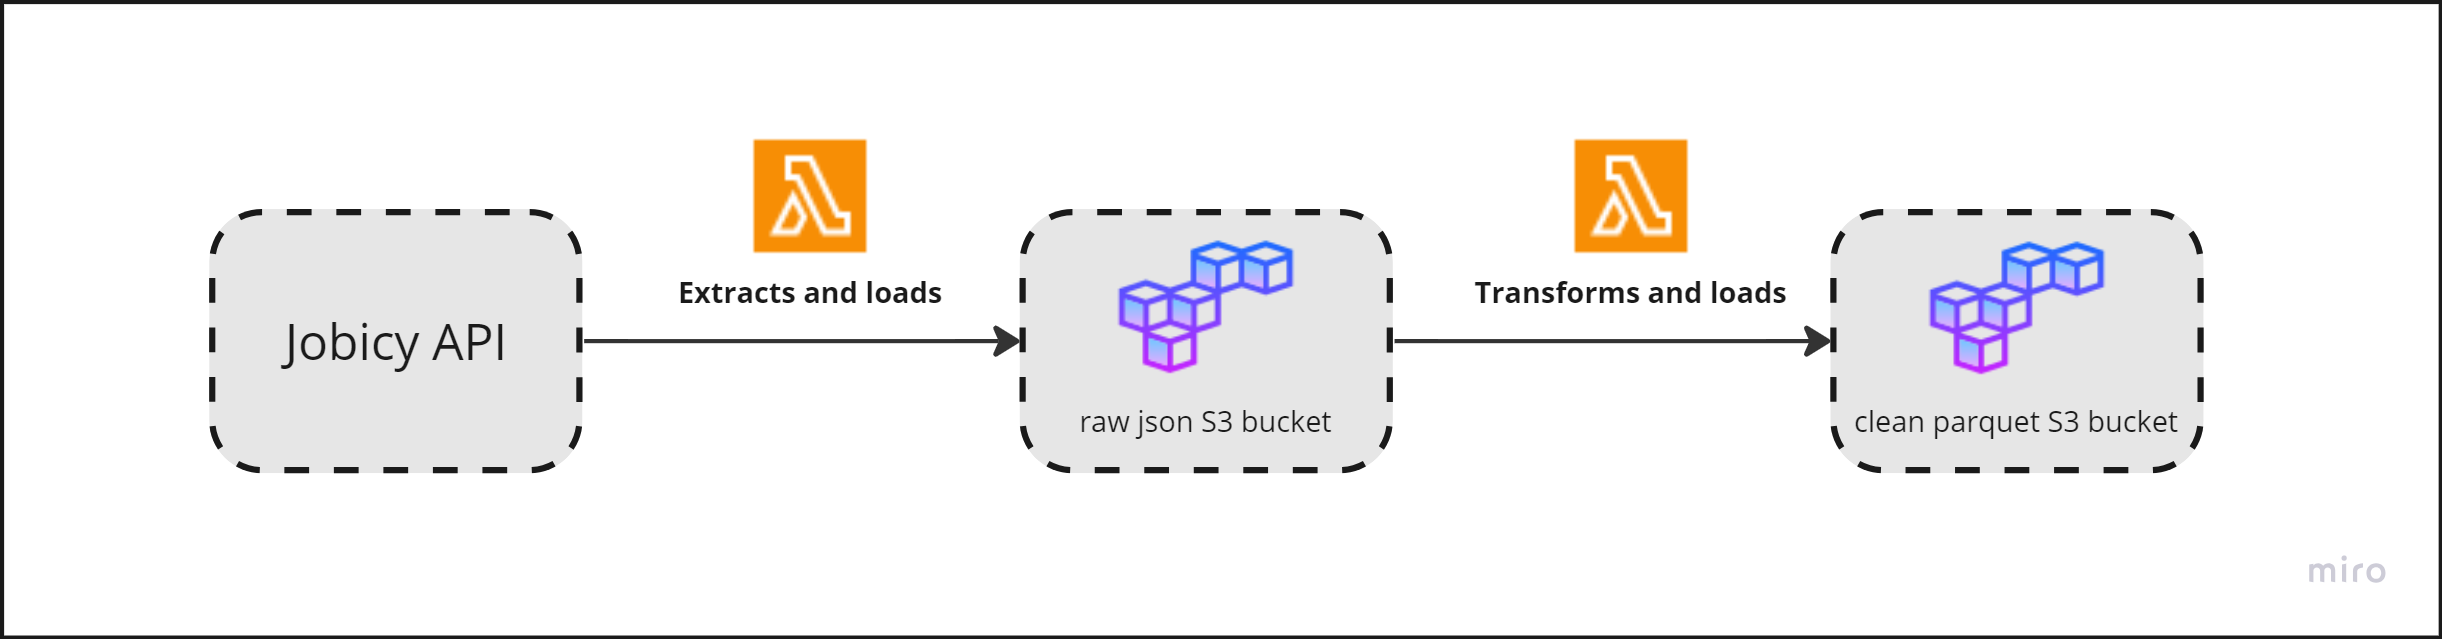 Jobicy API
Extracts and loads
raw json S3 bucket
Transforms and loads
clean parquet S3 bucket
miro